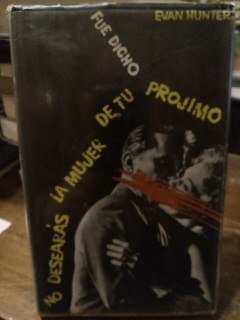 EVAN HUNTER
FUE DICHO
NO DESEARÁS LA MUJER DE TU PROJIMO